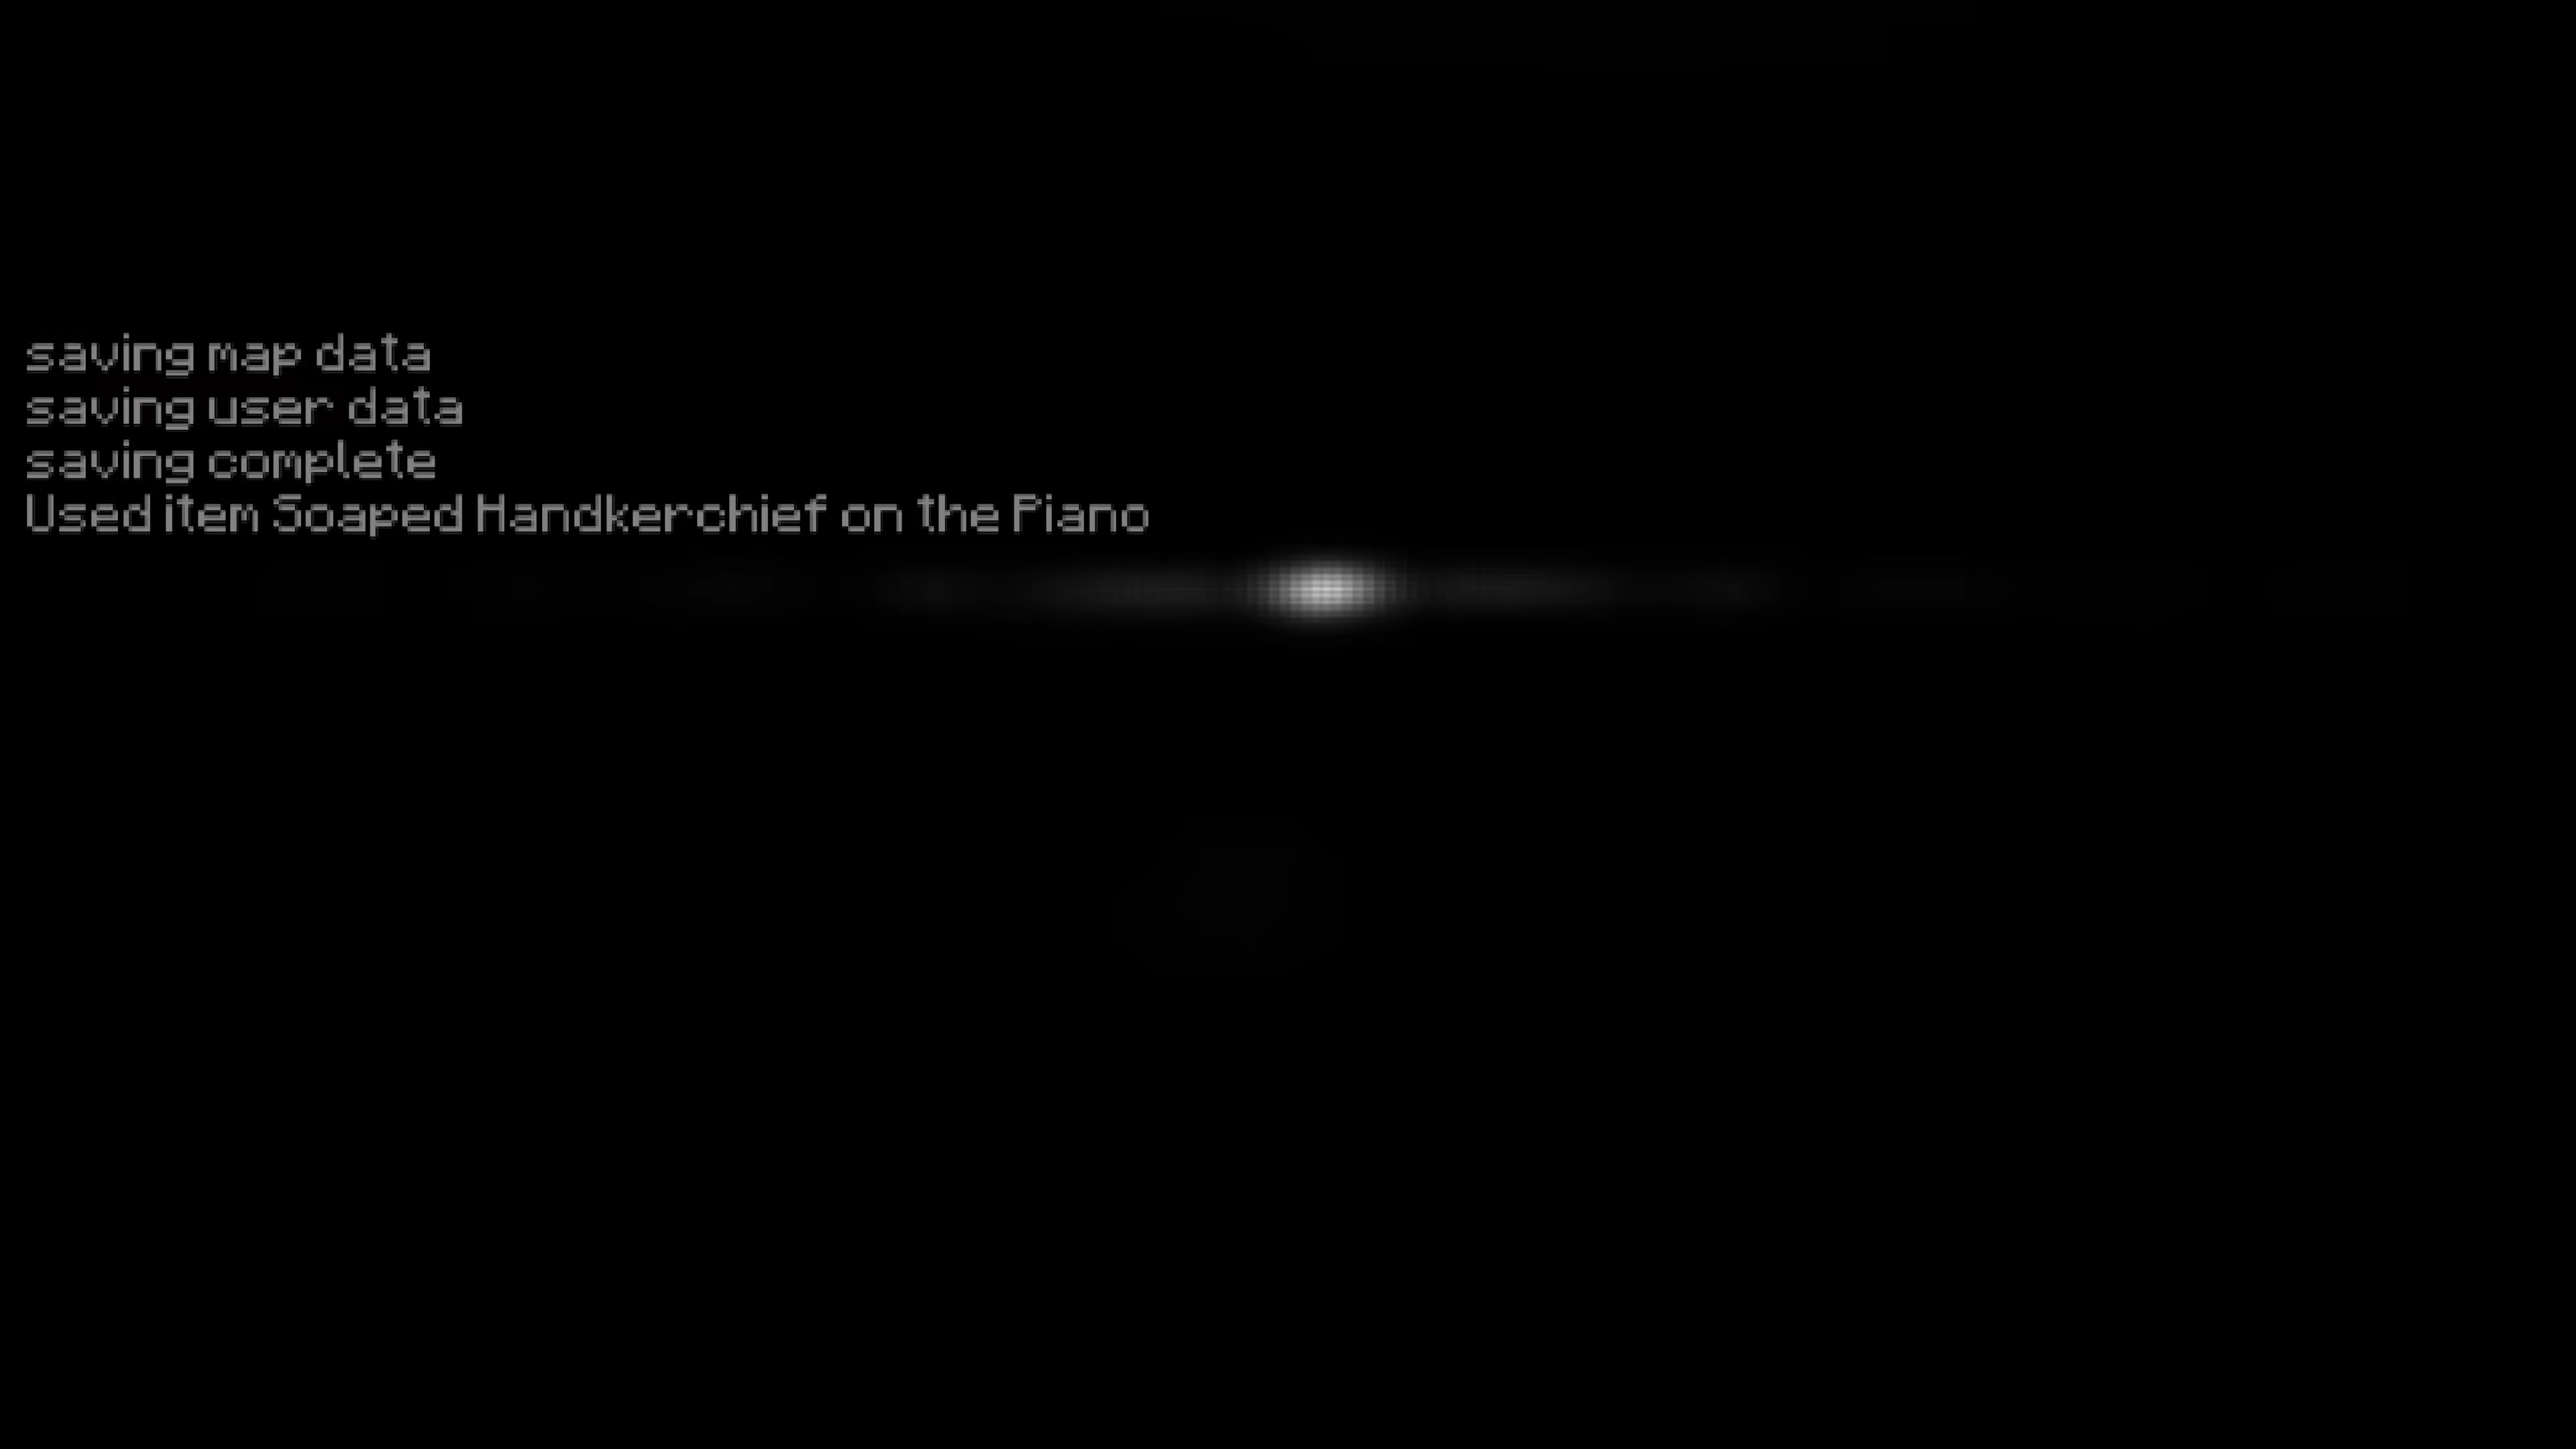 saving map data
saving user data
saving complete
Used item Soaped Handkerchief on the Piano